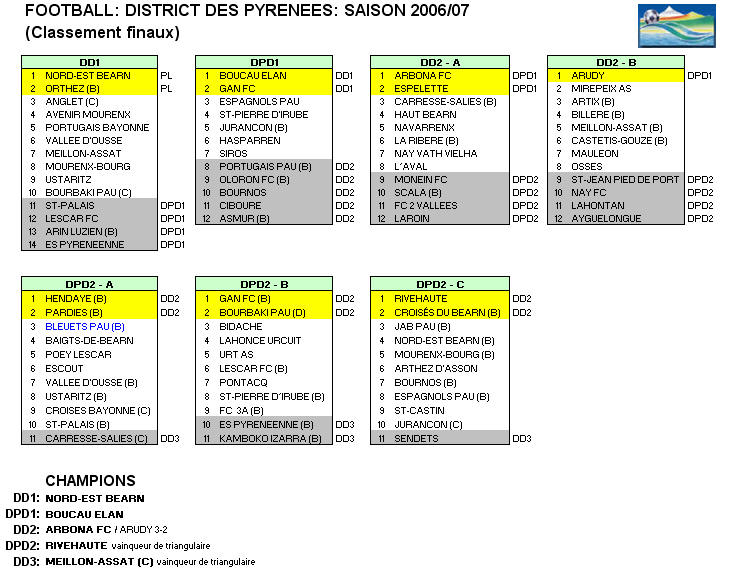 FOOTBALL: DISTRICT DES PYRENEES: SAISON 2006/07
(Classement finaux)
DD1
1 NORD-EST BEARN PL
2 ORTHEZ (B) PL
3 ANGLET (C)
4 AVENIR MOURENX
5 PORTUGAIS BAYONNE
6 VALLEE D'OUSSE
7 MEILLON-ASSAT
8 MOURENX-BOURG
9 USTARITZ
10 BOURBAKI PAU (C)
11 ST-PALAIS DPD1
12 LESCAR FC DPD1
13 ARIN LUZIEN (B) DPD1
14 ES PYRENEENNE DPD1
DPD1
1 BOUCAU ELAN DD1
2 GAN FC DD1
3 ESPAGNOLS PAU
4 ST-PIERRE D'IRUBE
5 JURANCON (B)
6 HASPARREN
7 SIROS
8 PORTUGAIS PAU (B) DD2
9 OLORON FC (B) DD2
10 BOURNOS DD2
11 CIBOURE DD2
12 ASMUR (B) DD2
DD2 - A
1 ARBONA FC DPD1
2 ESPELETTE DPD1
3 CARRESSE-SALIES (B)
4 HAUT BEARN
5 NAVARRENX
6 LA RIBERE (B)
7 NAY VATH VIELHA
8 L'AVAL
9 MONEIN FC DPD2
10 SCALA (B) DPD2
11 FC 2 VALLEES DPD2
12 LAROIN DPD2
DD2 - B
1 ARUDY DPD1
2 MIREPEIX AS
3 ARTIX (B)
4 BILLERE (B)
5 MEILLON-ASSAT (B)
6 CASTETIS-GOUZE (B)
7 MAULEON
8 OSSES
9 ST-JEAN PIED DE PORT DPD2
10 NAY FC DPD2
11 LAHONTAN DPD2
12 AYGUELONGUE DPD2
DPD2 - A
1 HENDAYE (B) DD2
2 PARDIES (B) DD2
3 BLEUETS PAU (B)
4 BAIGTS-DE-BEARN
5 POEY LESCAR
6 ESCOUT
7 VALLEE D'OUSSE (B)
8 USTARITZ (B)
9 CROISES BAYONNE (C)
10 ST-PALAIS (B)
11 CARRESSE-SALIES (C) DD3
DPD2 - B
1 GAN FC (B) DD2
2 BOURBAKI PAU (D) DD2
3 BIDACHE
4 LAHONCE URCUIT
5 URT AS
6 LESCAR FC (B)
7 PONTACQ
8 ST-PIERRE D'IRUBE (B)
9 FC 3A (B)
10 ES PYRENEENNE (B) DD3
11 KAMBOKO IZARRA (B) DD3
DPD2 - C
1 RIVEHAUTE DD2
2 CROISÉS DU BEARN (B) DD2
3 JAB PAU (B)
4 NORD-EST BEARN (B)
5 MOURENX-BOURG (B)
6 ARTHEZ D'ASSON
7 BOURNOS (B)
8 ESPAGNOLS PAU (B)
9 ST-CASTIN
10 JURANCON (C)
11 SENDETS DD3
CHAMPIONS
DD1: NORD-EST BEARN
DPD1: BOUCAU ELAN
DD2: ARBONA FC / ARUDY 3-2
DPD2: RIVEHAUTE vainqueur de triangulaire
DD3: MEILLON-ASSAT (C) vainqueur de triangulaire